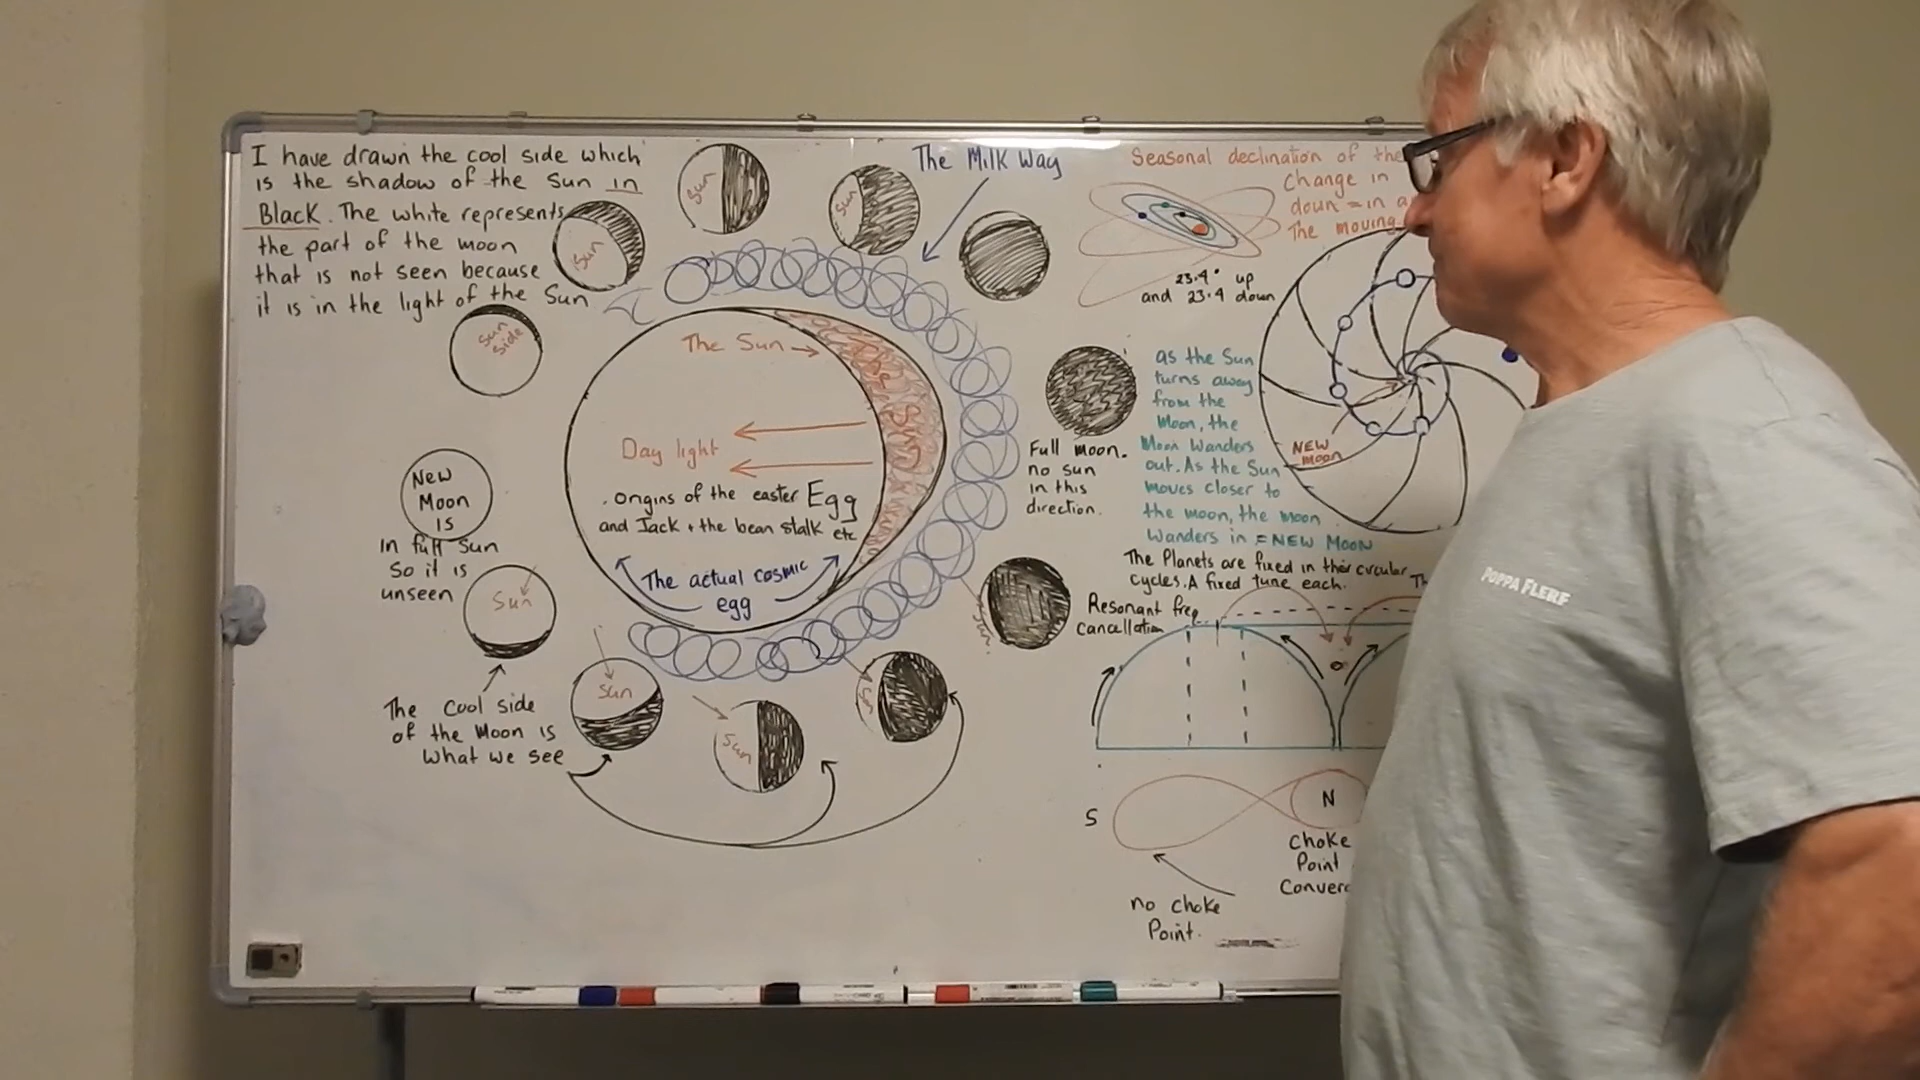 I have drawn the cool side which
is the shadow of the Sun in
Black. The white represents
the part of the moon
that is not seen because
it is in the light of the Sun
Sun
Sun
Sun
Sun side
The Milk Way
The Sun
The Sun
Day light
. Origins of the easter Egg
and Jack + the bean stalk etc
The actual cosmic
egg
New
Moon
is
In full Sun
So it is
unseen
Sun
Sun
Sun
Sun
Sun.
The cool side
of the Moon is
what we see
Full moon.
no sun
in this
direction.
Seasonal declination of the
Change in
down = in a
The moving
23.4° up
and 23.4 down
as the Sun
turns away
from the
Moon, the
Moon Wanders
out. As the Sun
moves closer to
the moon, the moon
Wanders in = NEW MOON
NEW
MOON
The Planets are fixed in their circular
cycles. A fixed tune each. Th
Resonant freq
cancellation
S
N
Choke
Point
Converg
no choke
Point.
POPPA FLERF